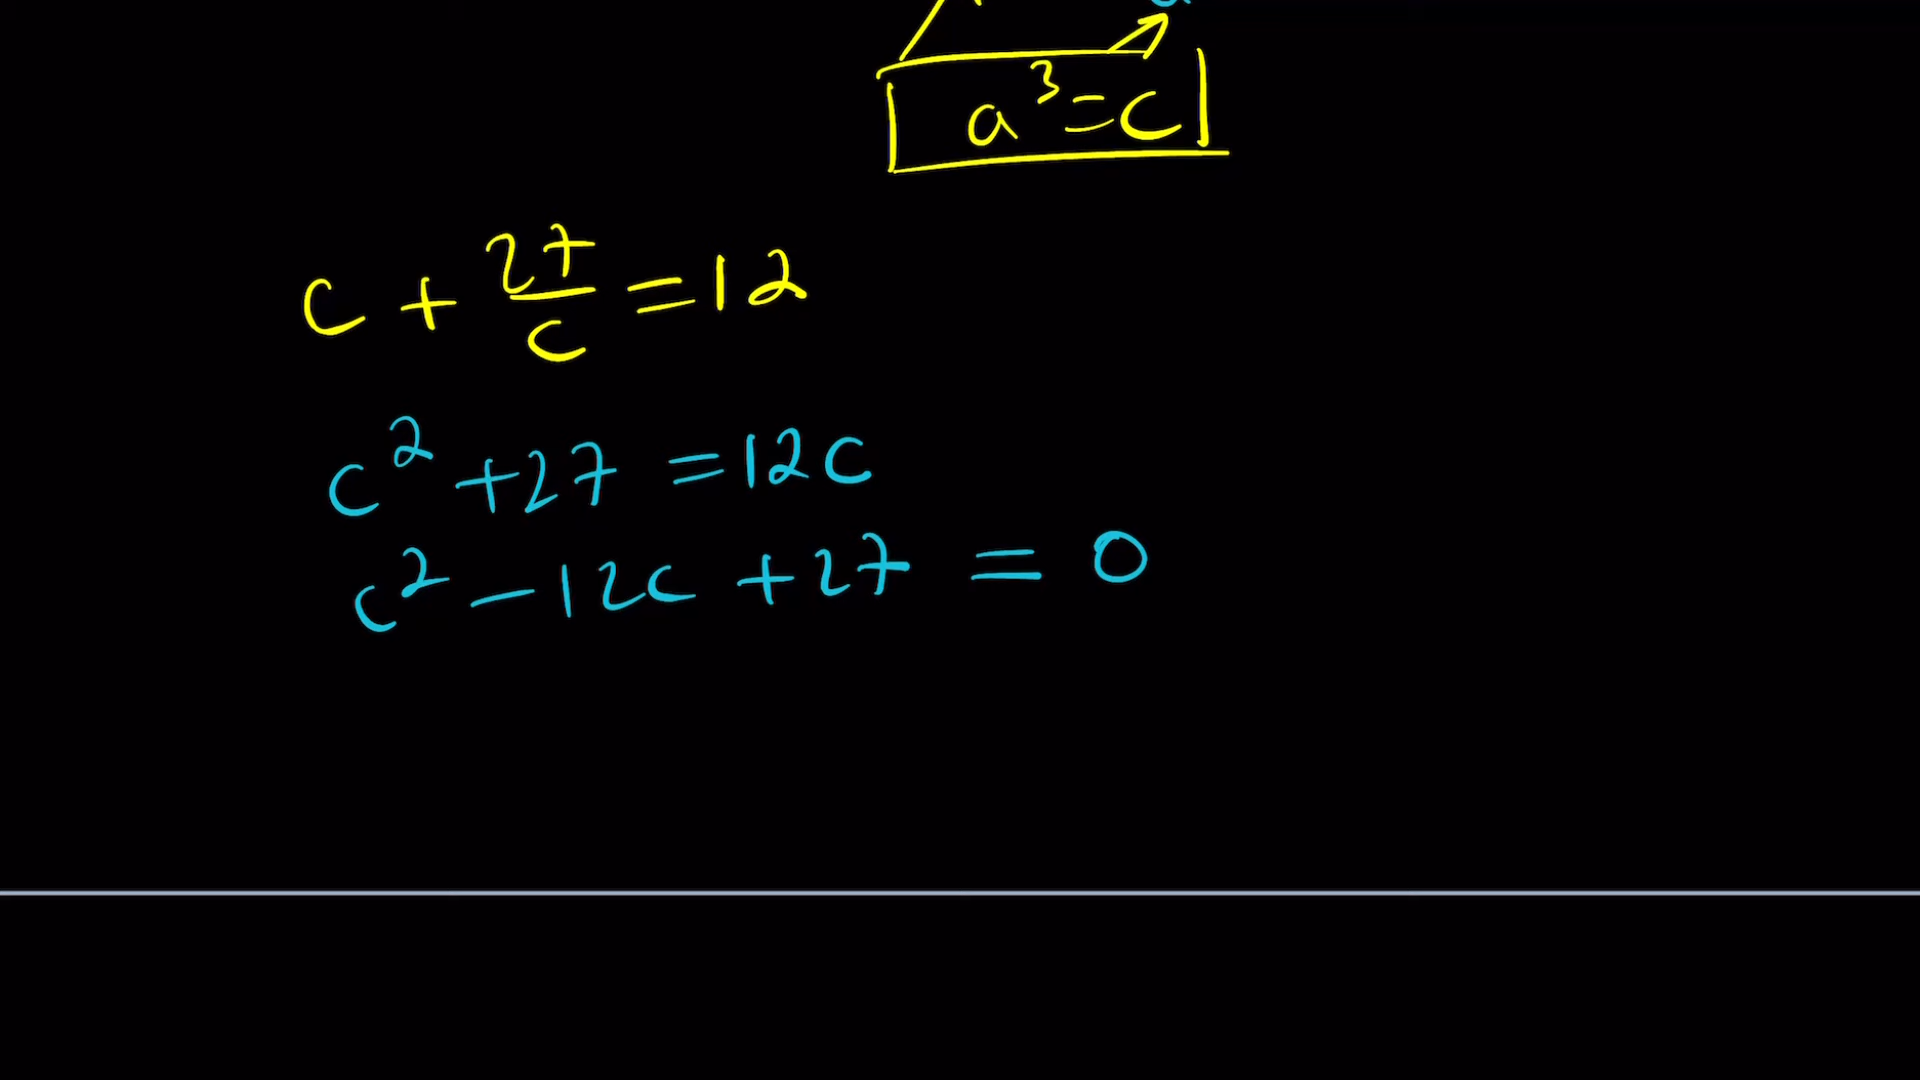 a³ = c
c + 27/c = 12
c² + 27 = 12c
c² - 12c + 27 = 0